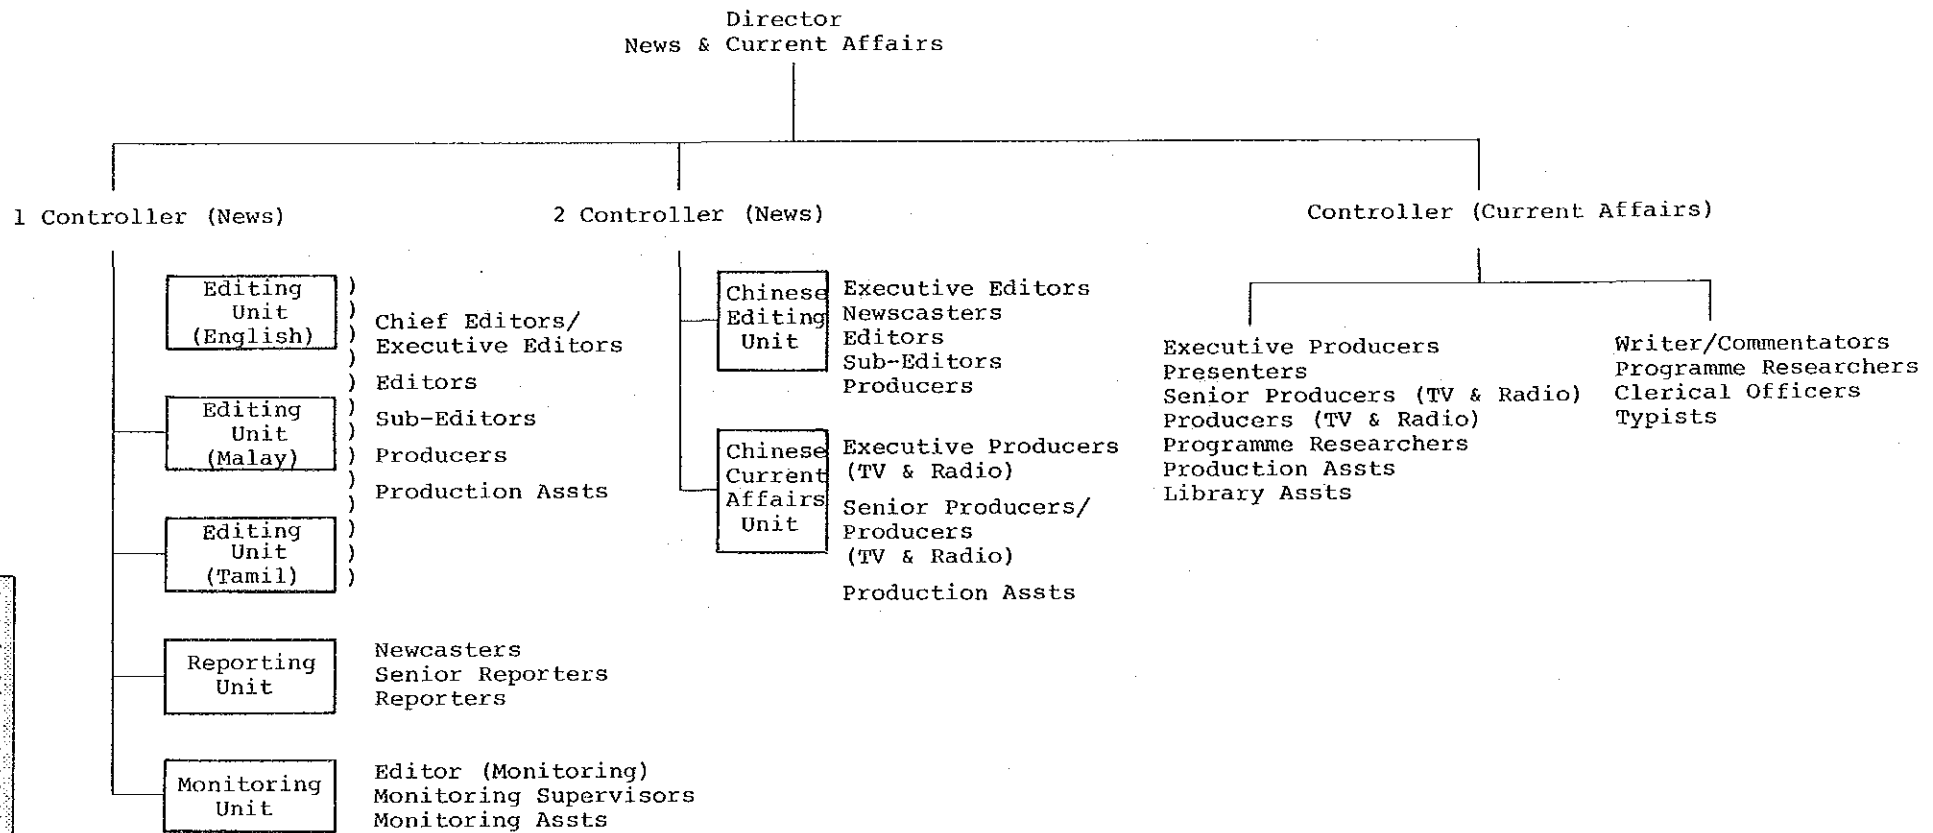 Director
News & Current Affairs
1 Controller (News)
Editing
Unit
(English)
Editing
Unit
(Malay)
Editing
Unit
(Tamil)
)
)
)
)
)
)
)
)
)
)
)
)
)
Chief Editors/
Executive Editors
Editors
Sub-Editors
Producers
Production Assts
Reporting
Unit
Newcasters
Senior Reporters
Reporters
Monitoring
Unit
Editor (Monitoring)
Monitoring Supervisors
Monitoring Assts
2 Controller (News)
Chinese
Editing
Unit
Executive Editors
Newscasters
Editors
Sub-Editors
Producers
Chinese
Current
Affairs
Unit
Executive Producers
(TV & Radio)
Senior Producers/
Producers
(TV & Radio)
Production Assts
Controller (Current Affairs)
Executive Producers
Presenters
Senior Producers (TV & Radio)
Producers (TV & Radio)
Programme Researchers
Production Assts
Library Assts
Writer/Commentators
Programme Researchers
Clerical Officers
Typists